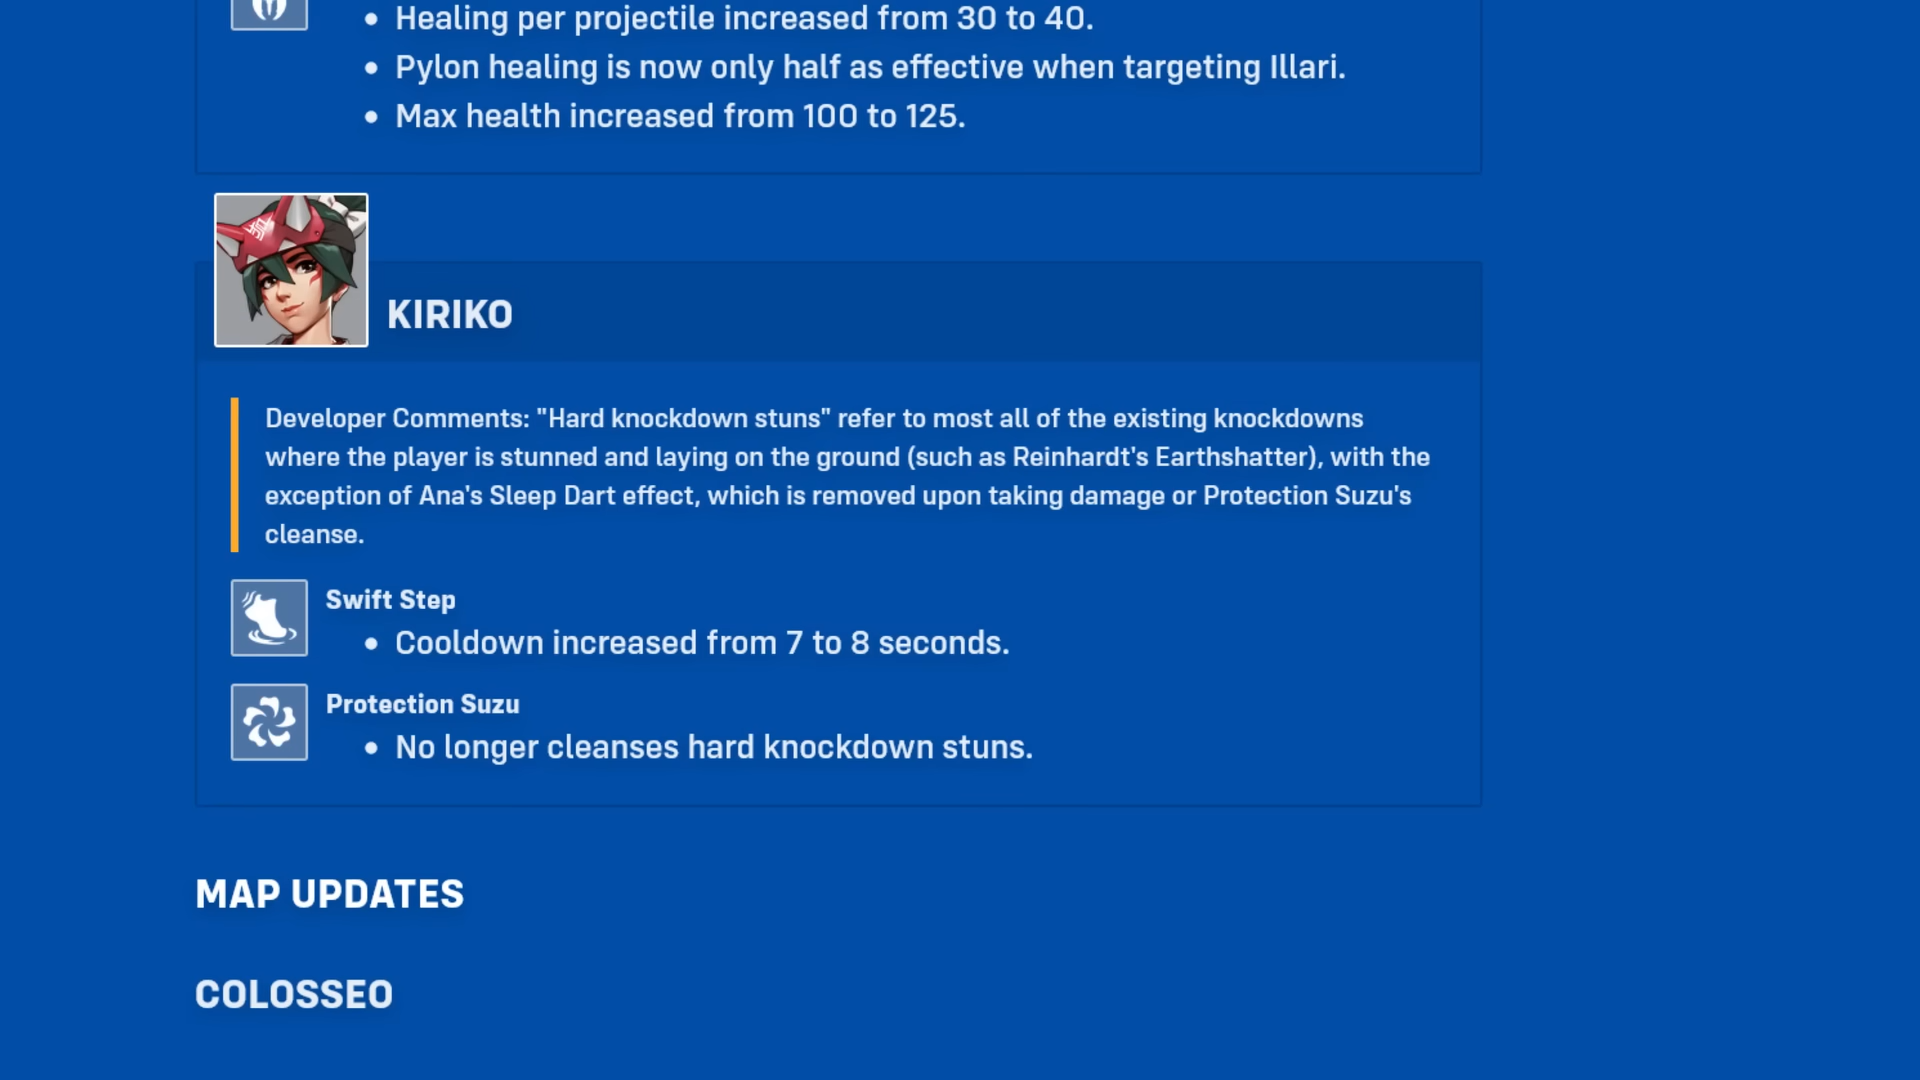 Healing per projectile increased from 30 to 40.
Pylon healing is now only half as effective when targeting Illari.
Max health increased from 100 to 125.
KIRIKO
Developer Comments: "Hard knockdown stuns" refer to most all of the existing knockdowns
where the player is stunned and laying on the ground (such as Reinhardt's Earthshatter), with the
exception of Ana's Sleep Dart effect, which is removed upon taking damage or Protection Suzu's
cleanse.
Swift Step
Cooldown increased from 7 to 8 seconds.
Protection Suzu
No longer cleanses hard knockdown stuns.
MAP UPDATES
COLOSSEO